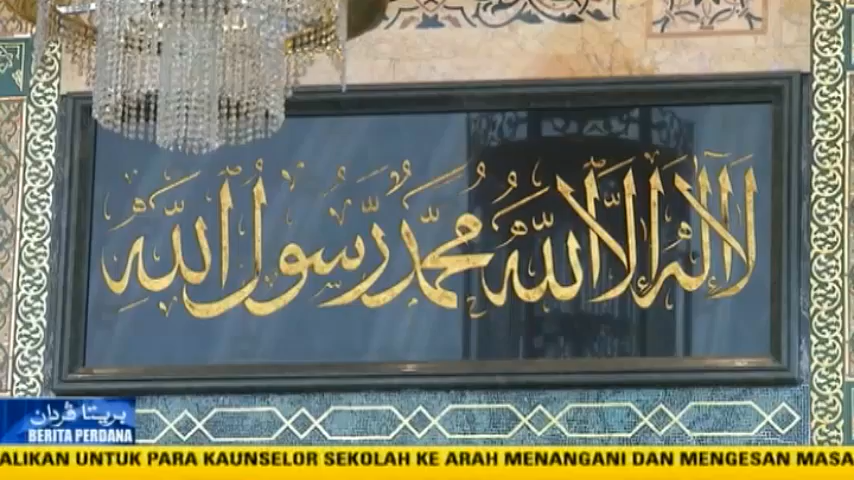 لا إله إلا الله محمد رسول الله
بريتا ڤردان
BERITA PERDANA
ALIKAN UNTUK PARA KAUNSELOR SEKOLAH KE ARAH MENANGANI DAN MENGESAN MASA